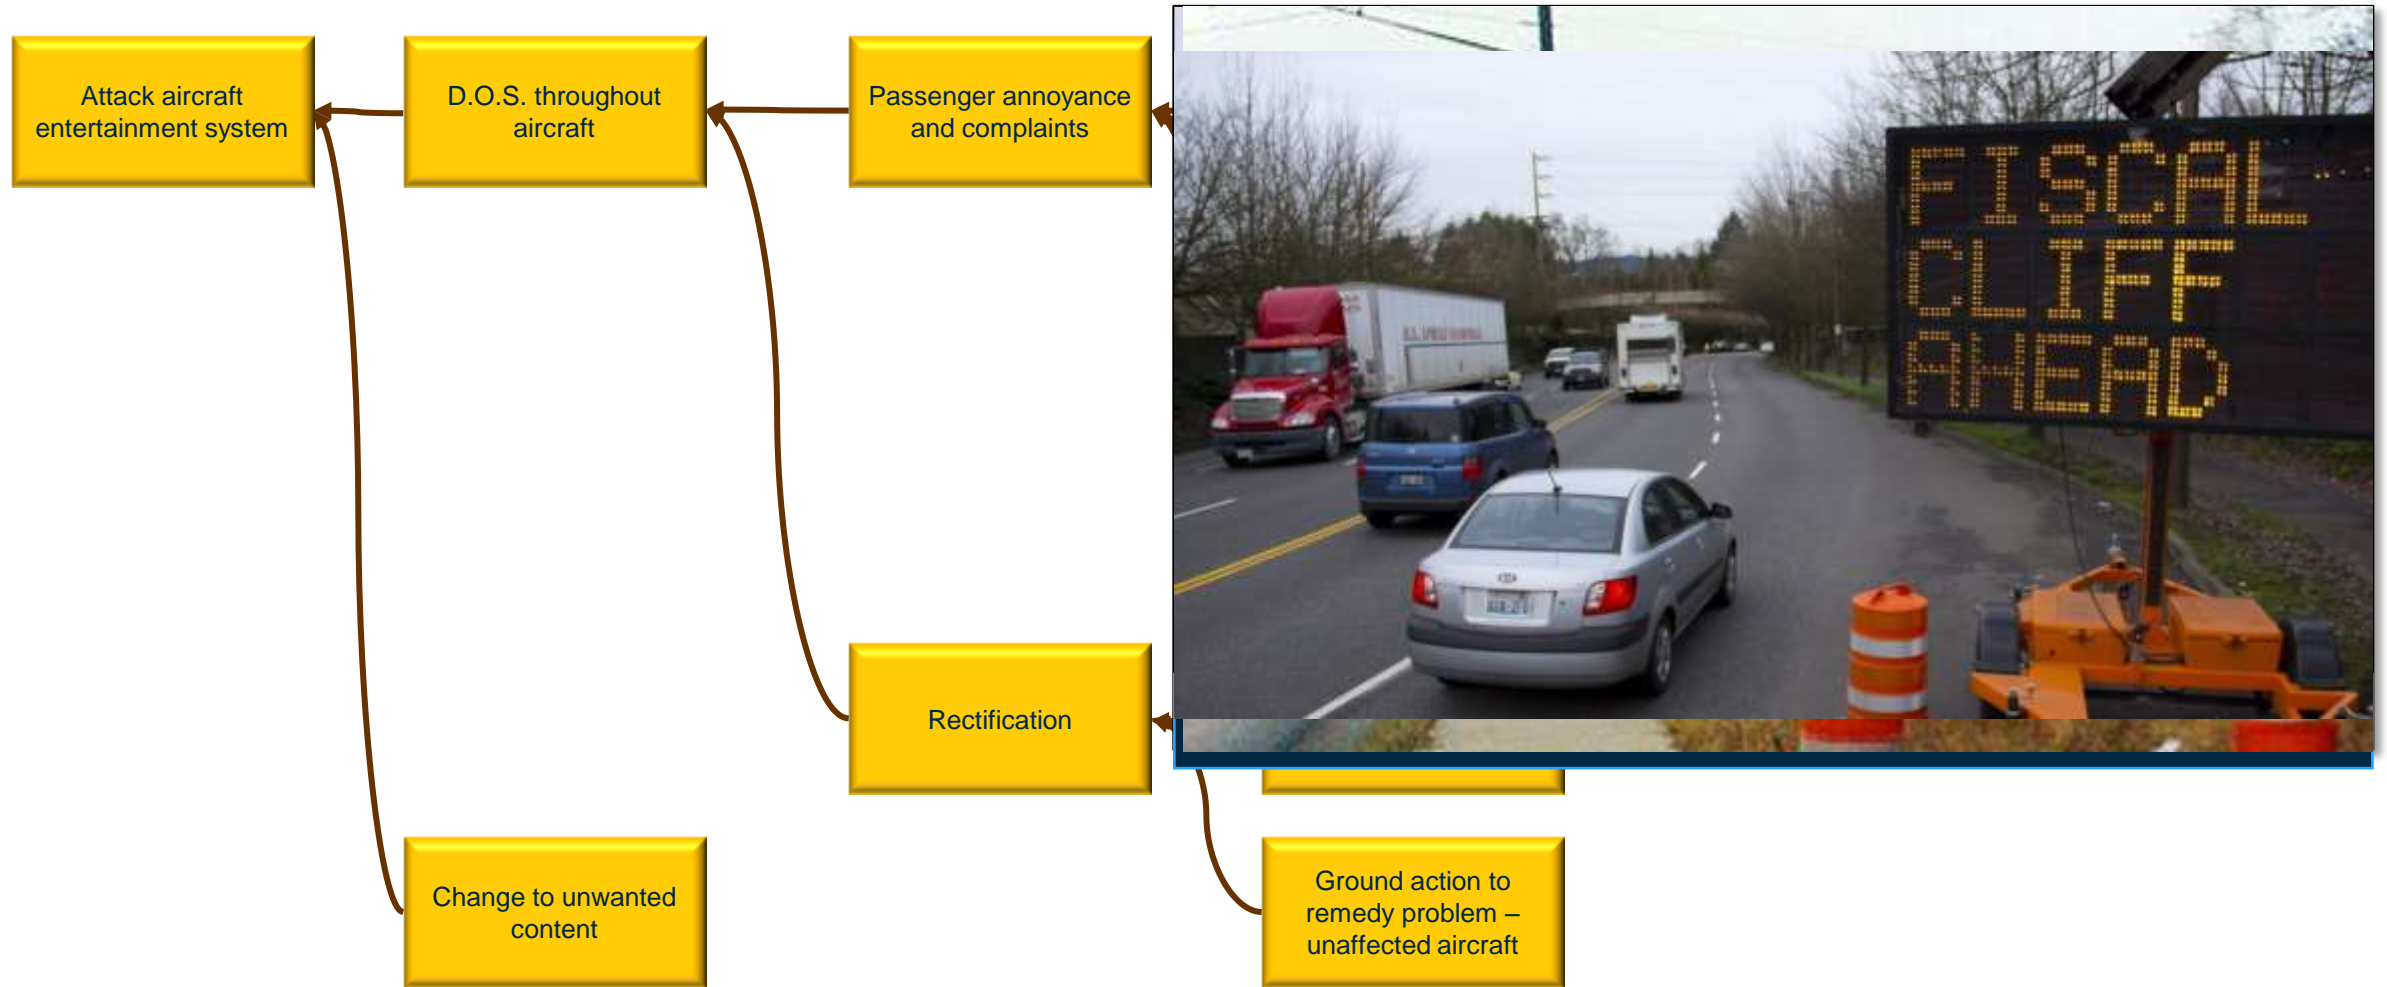 Attack aircraft
entertainment system
D.O.S. throughout
aircraft
Passenger annoyance
and complaints
FISCAL
CLIFF
AHEAD
Rectification
Change to unwanted
content
Ground action to
remedy problem –
unaffected aircraft